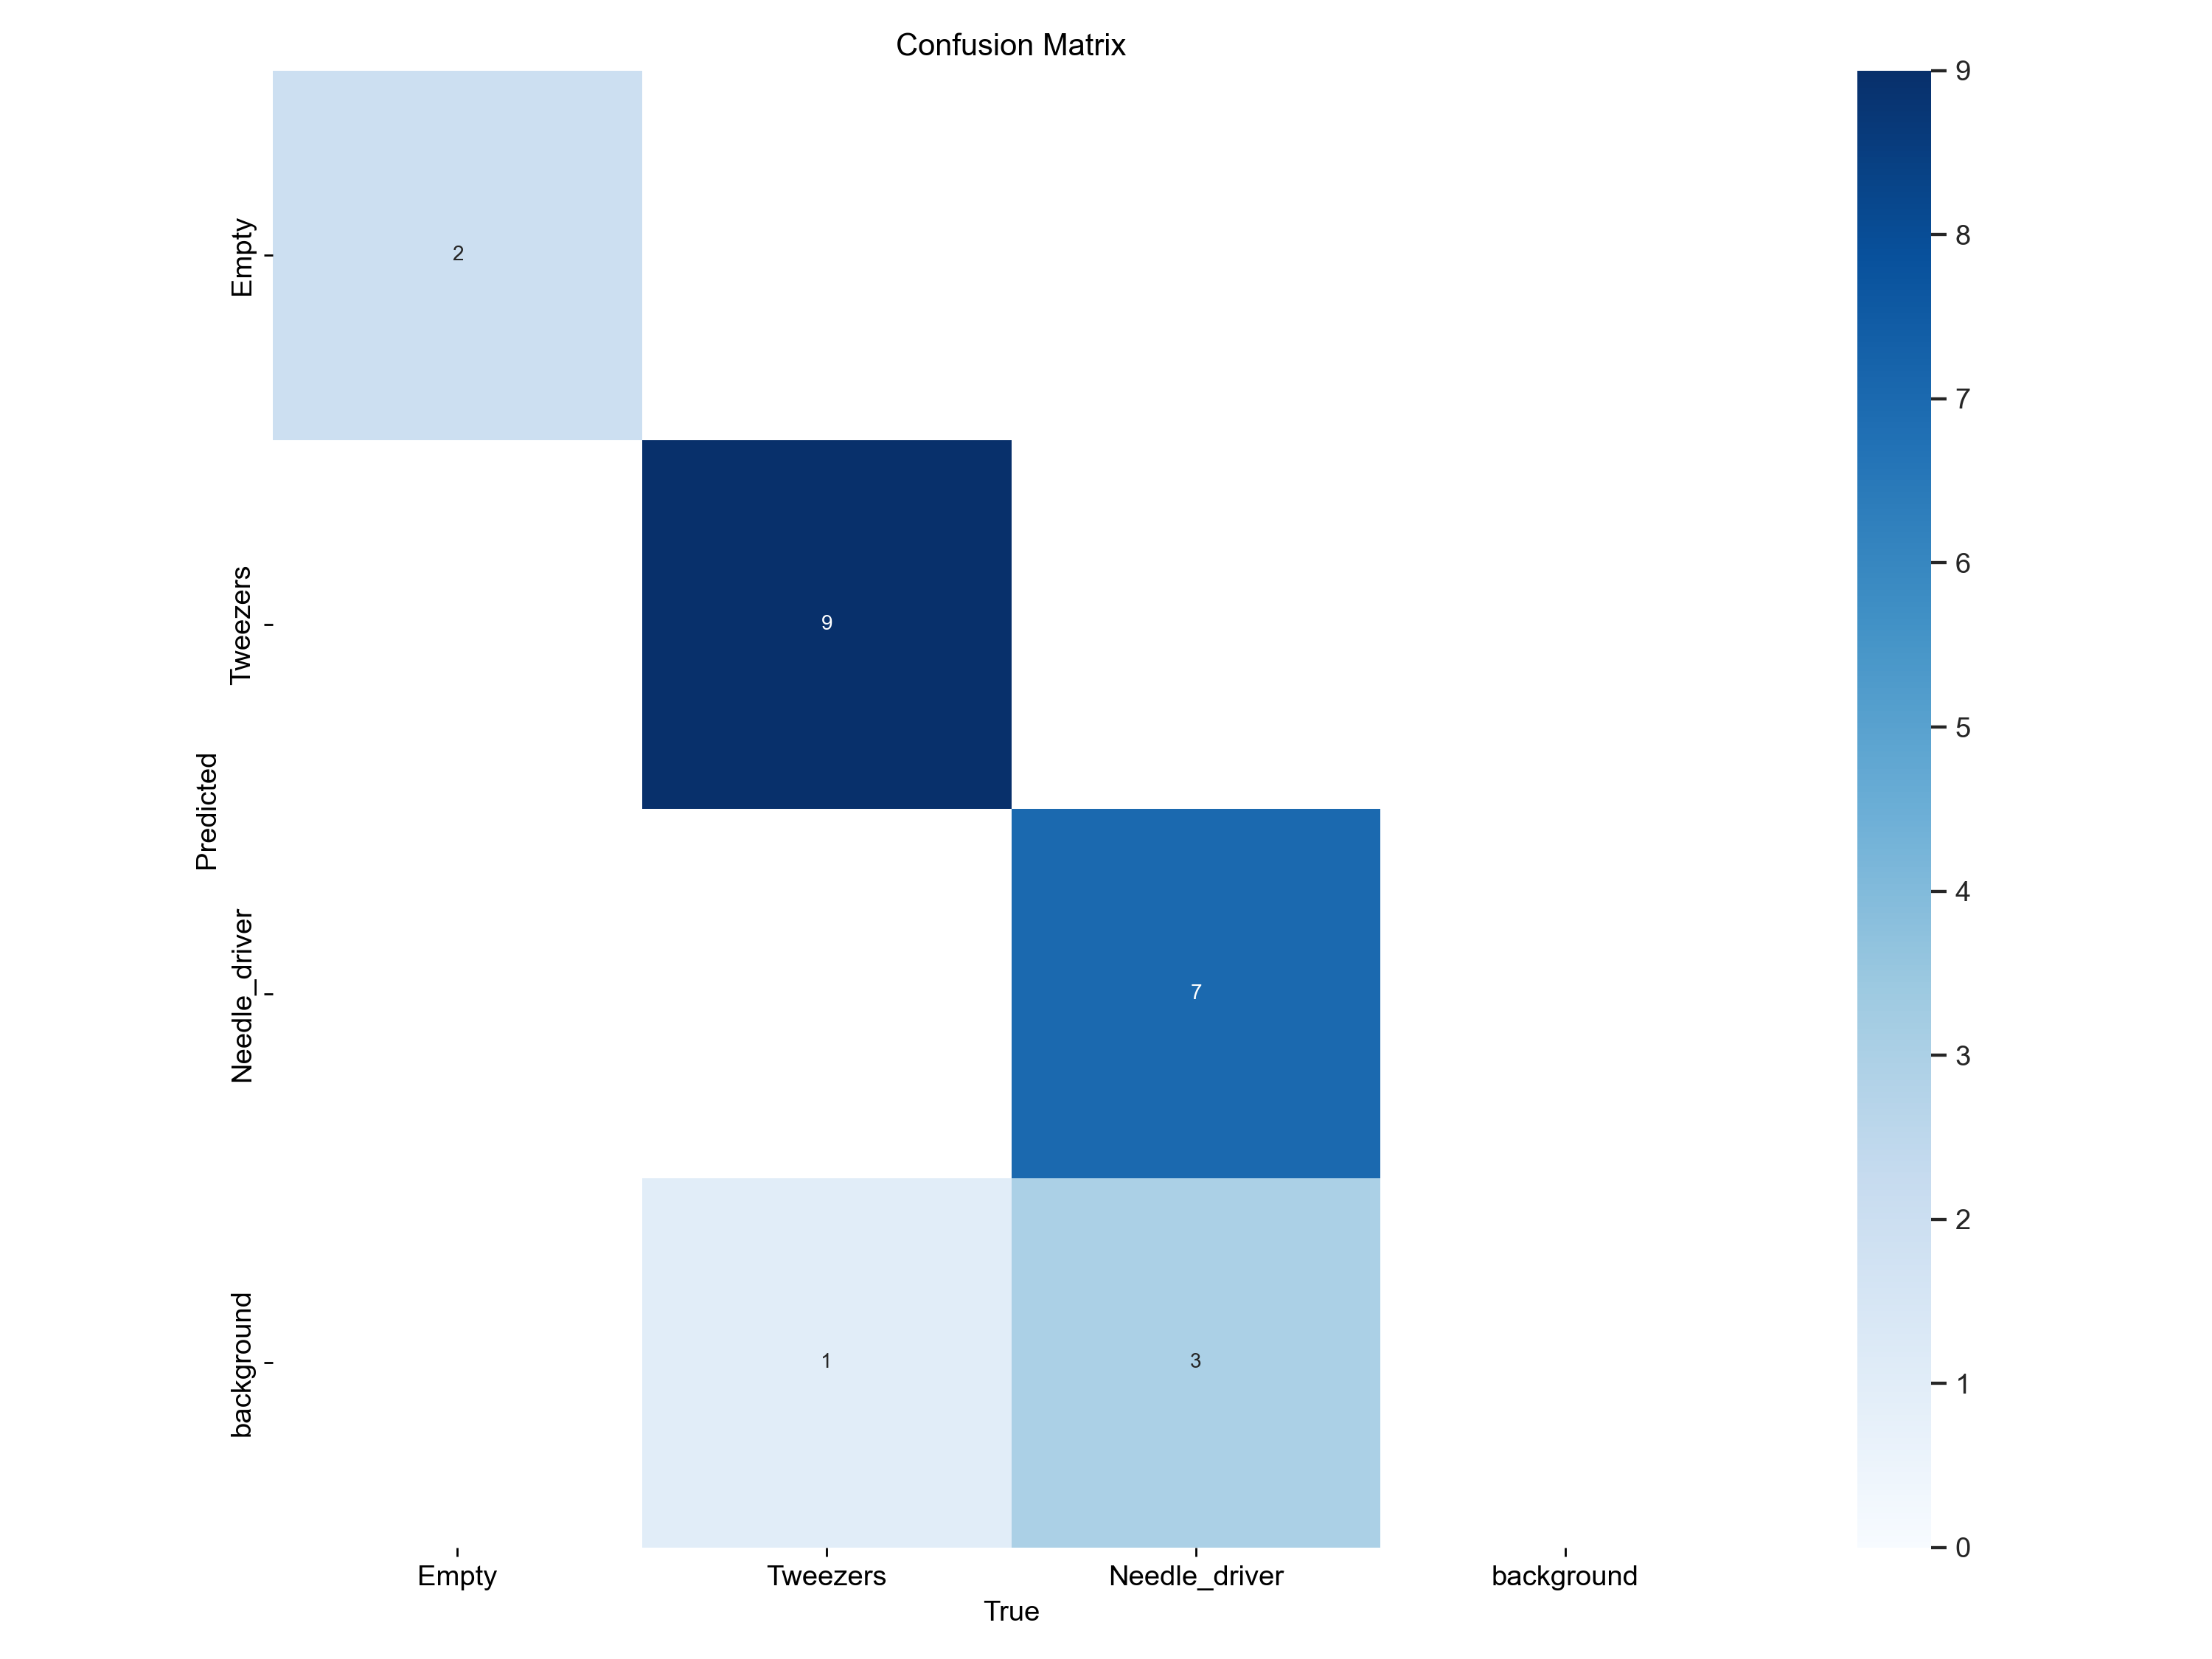 Confusion Matrix
Empty
Tweezers
Needle_driver
background
Predicted
2
9
7
1
3
Empty
Tweezers
Needle_driver
background
True
9
8
7
6
5
4
3
2
1
0